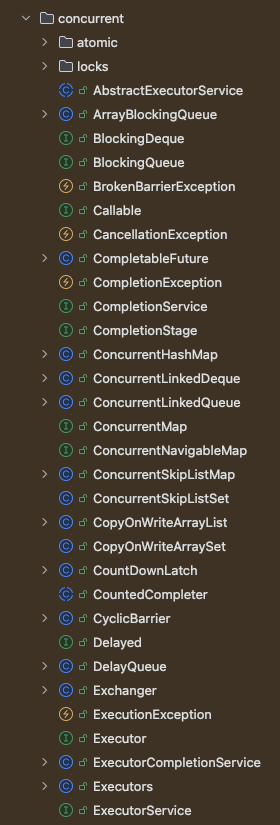 concurrent
atomic
locks
AbstractExecutorService
ArrayBlockingQueue
BlockingDeque
BlockingQueue
BrokenBarrierException
Callable
CancellationException
CompletableFuture
CompletionException
CompletionService
CompletionStage
ConcurrentHashMap
ConcurrentLinkedDeque
ConcurrentLinkedQueue
ConcurrentMap
ConcurrentNavigableMap
ConcurrentSkipListMap
ConcurrentSkipListSet
CopyOnWriteArrayList
CopyOnWriteArraySet
CountDownLatch
CountedCompleter
CyclicBarrier
Delayed
DelayQueue
Exchanger
ExecutionException
Executor
ExecutorCompletionService
Executors
ExecutorService